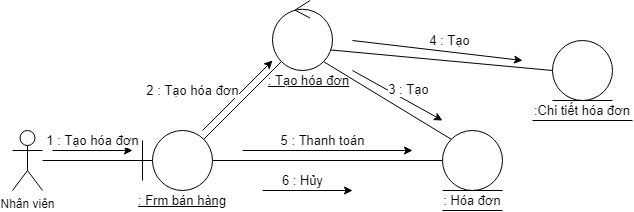 4 : Tạo
: Tạo hóa đơn
2 : Tạo hóa đơn
3 : Tạo
:Chi tiết hóa đơn
1 : Tạo hóa đơn
5 : Thanh toán
6 : Hủy
Nhân viên
: Frm bán hàng
: Hóa đơn